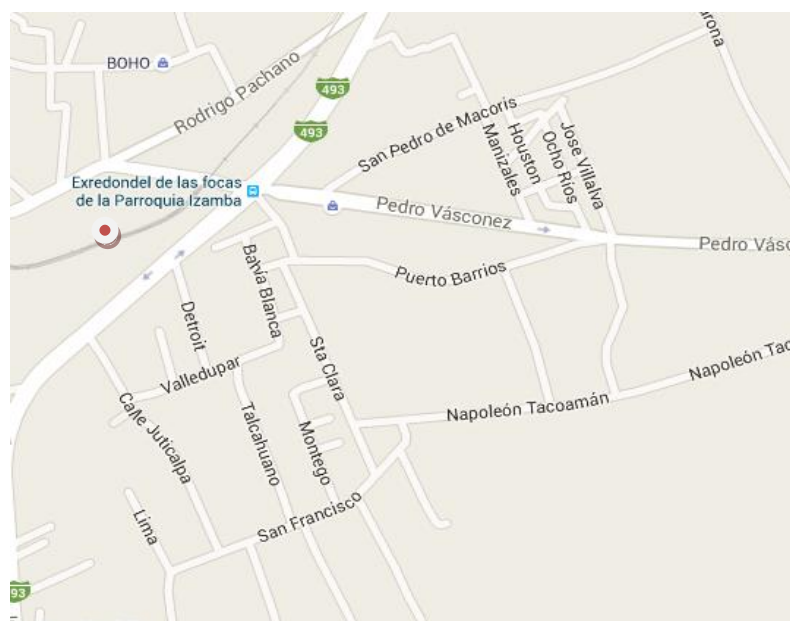 BOHO
Rodrigo Pachano
493
493
San Pedro de Macoris
Manizales
Houston
Ocho Rios
Jose Villalva
Exredondel de las focas
de la Parroquia Izamba
Pedro Vásconez
Pedro Vásc
Bahía Blanca
Puerto Barrios
Detroit
Sta Clara
Valledupar
Napoleón Tac
Calle Juticalpa
Talcahuano
Montego
Napoleón Tacoamán
Lima
San Francisco
93